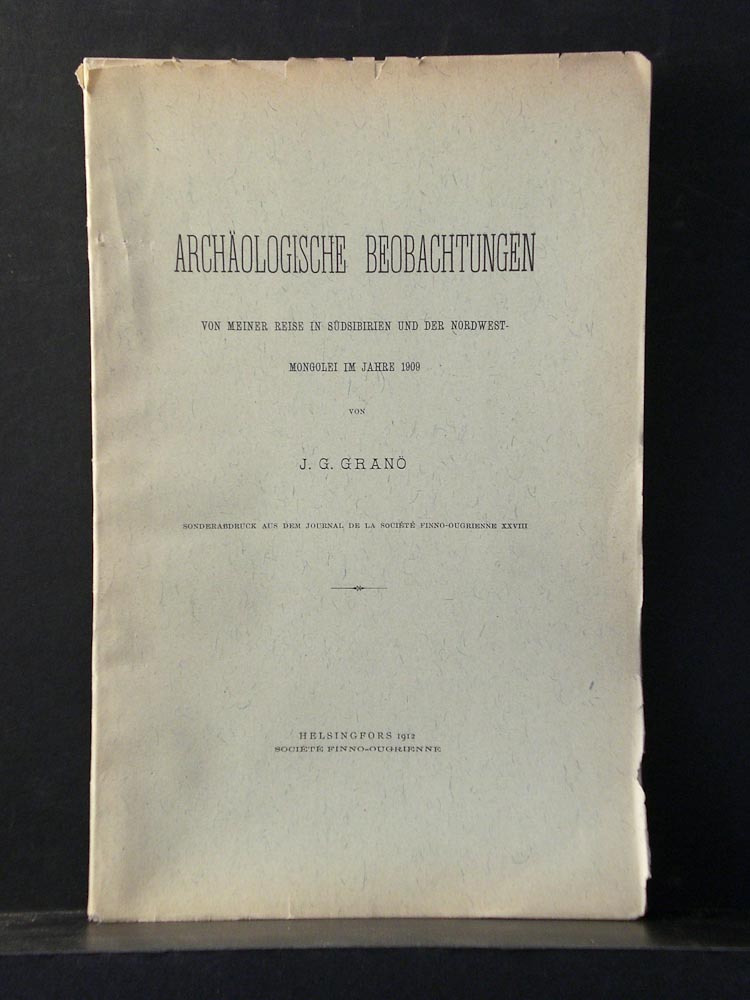 ARCHÄOLOGISCHE BEOBACHTUNGEN
VON MEINER REISE IN SÜDSIBIRIEN UND DER NORDWEST-
MONGOLEI IM JAHRE 1909
VON
J. G. GRANÖ
SONDERABDRUCK AUS DEM JOURNAL DE LA SOCIÉTÉ FINNO-OUGRIENNE XXVIII
HELSINGFORS 1912
SOCIÉTÉ FINNO-OUGRIENNE